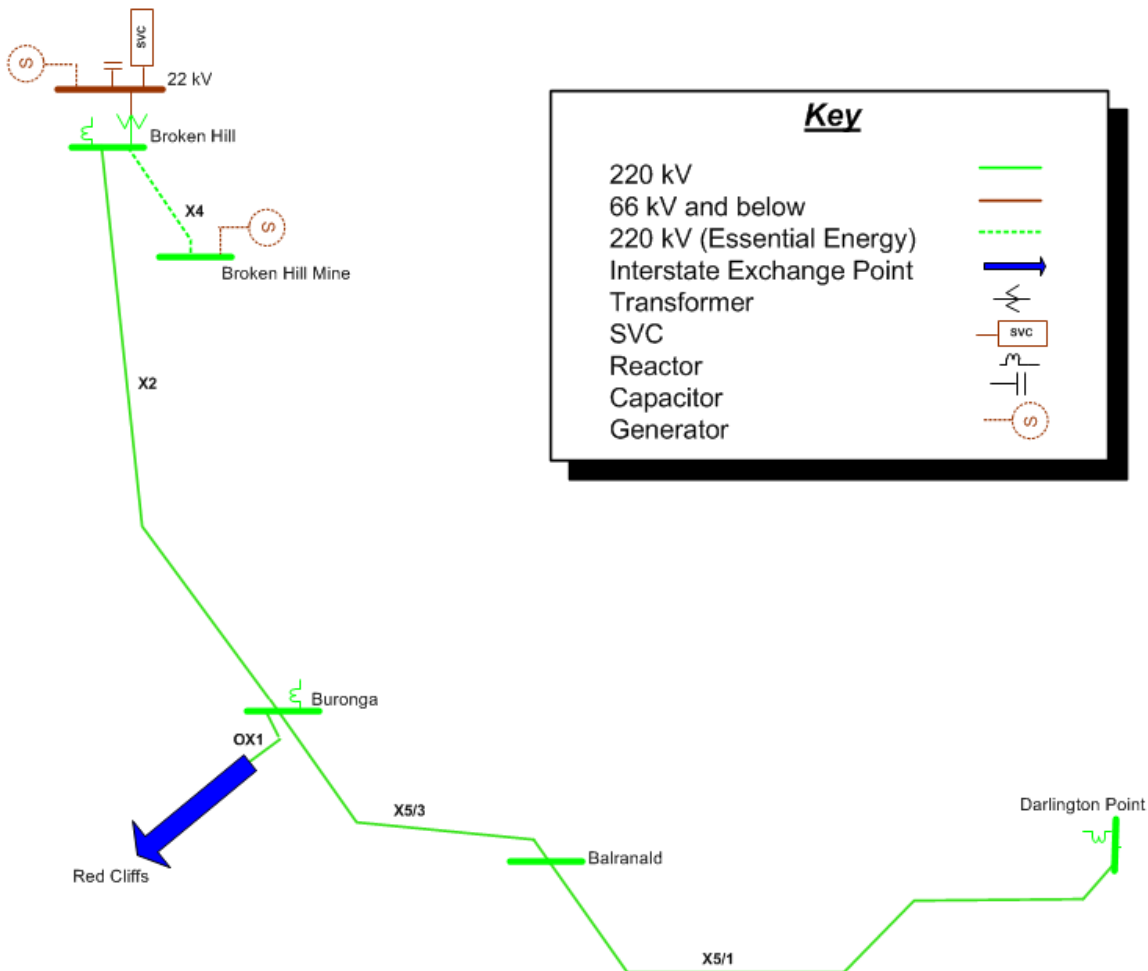 SVC
S
22 kV
Broken Hill
X4
S
Broken Hill Mine
X2
Buronga
OX1
Red Cliffs
X5/3
Balranald
Darlington Point
X5/1
Key
220 kV
66 kV and below
220 kV (Essential Energy)
Interstate Exchange Point
Transformer
SVC
SVC
Reactor
Capacitor
Generator
S